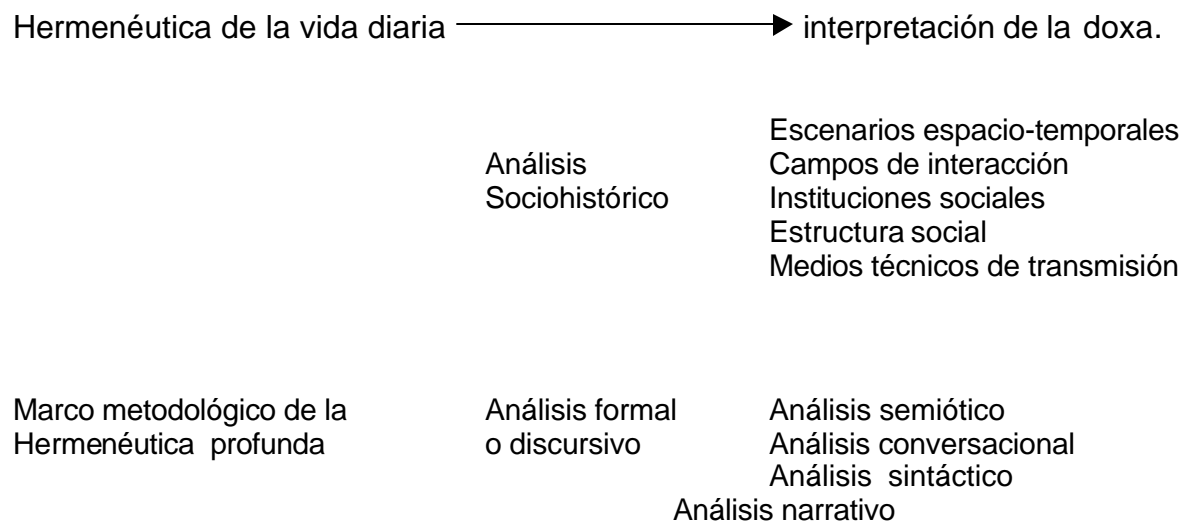 Hermenéutica de la vida diaria interpretación de la doxa.
Análisis
Sociohistórico
Escenarios espacio-temporales
Campos de interacción
Instituciones sociales
Estructura social
Medios técnicos de transmisión
Marco metodológico de la
Hermenéutica profunda
Análisis formal
o discursivo
Análisis semiótico
Análisis conversacional
Análisis sintáctico
Análisis narrativo